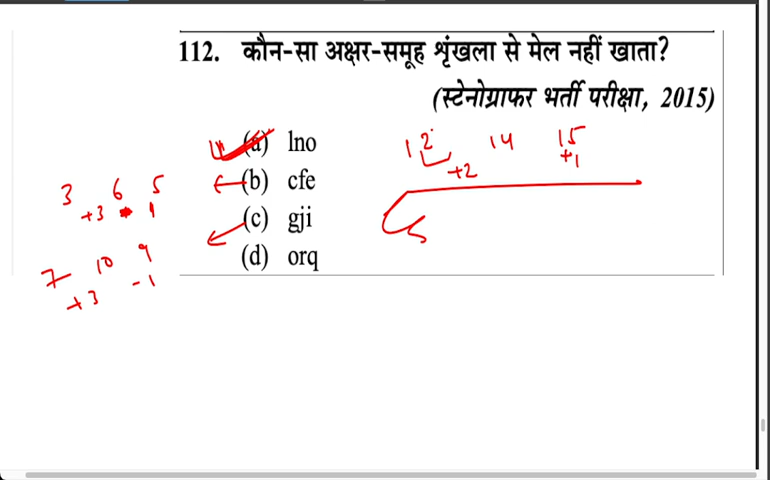 112. कौन-सा अक्षर-समूह शृंखला से मेल नहीं खाता?
(स्टेनोग्राफर भर्ती परीक्षा, 2015)
(a) lno
12 14 15
+2 +1
(b) cfe
3 6 5
+3 1
(c) gji
(d) orq
7 10 9
+3 -1